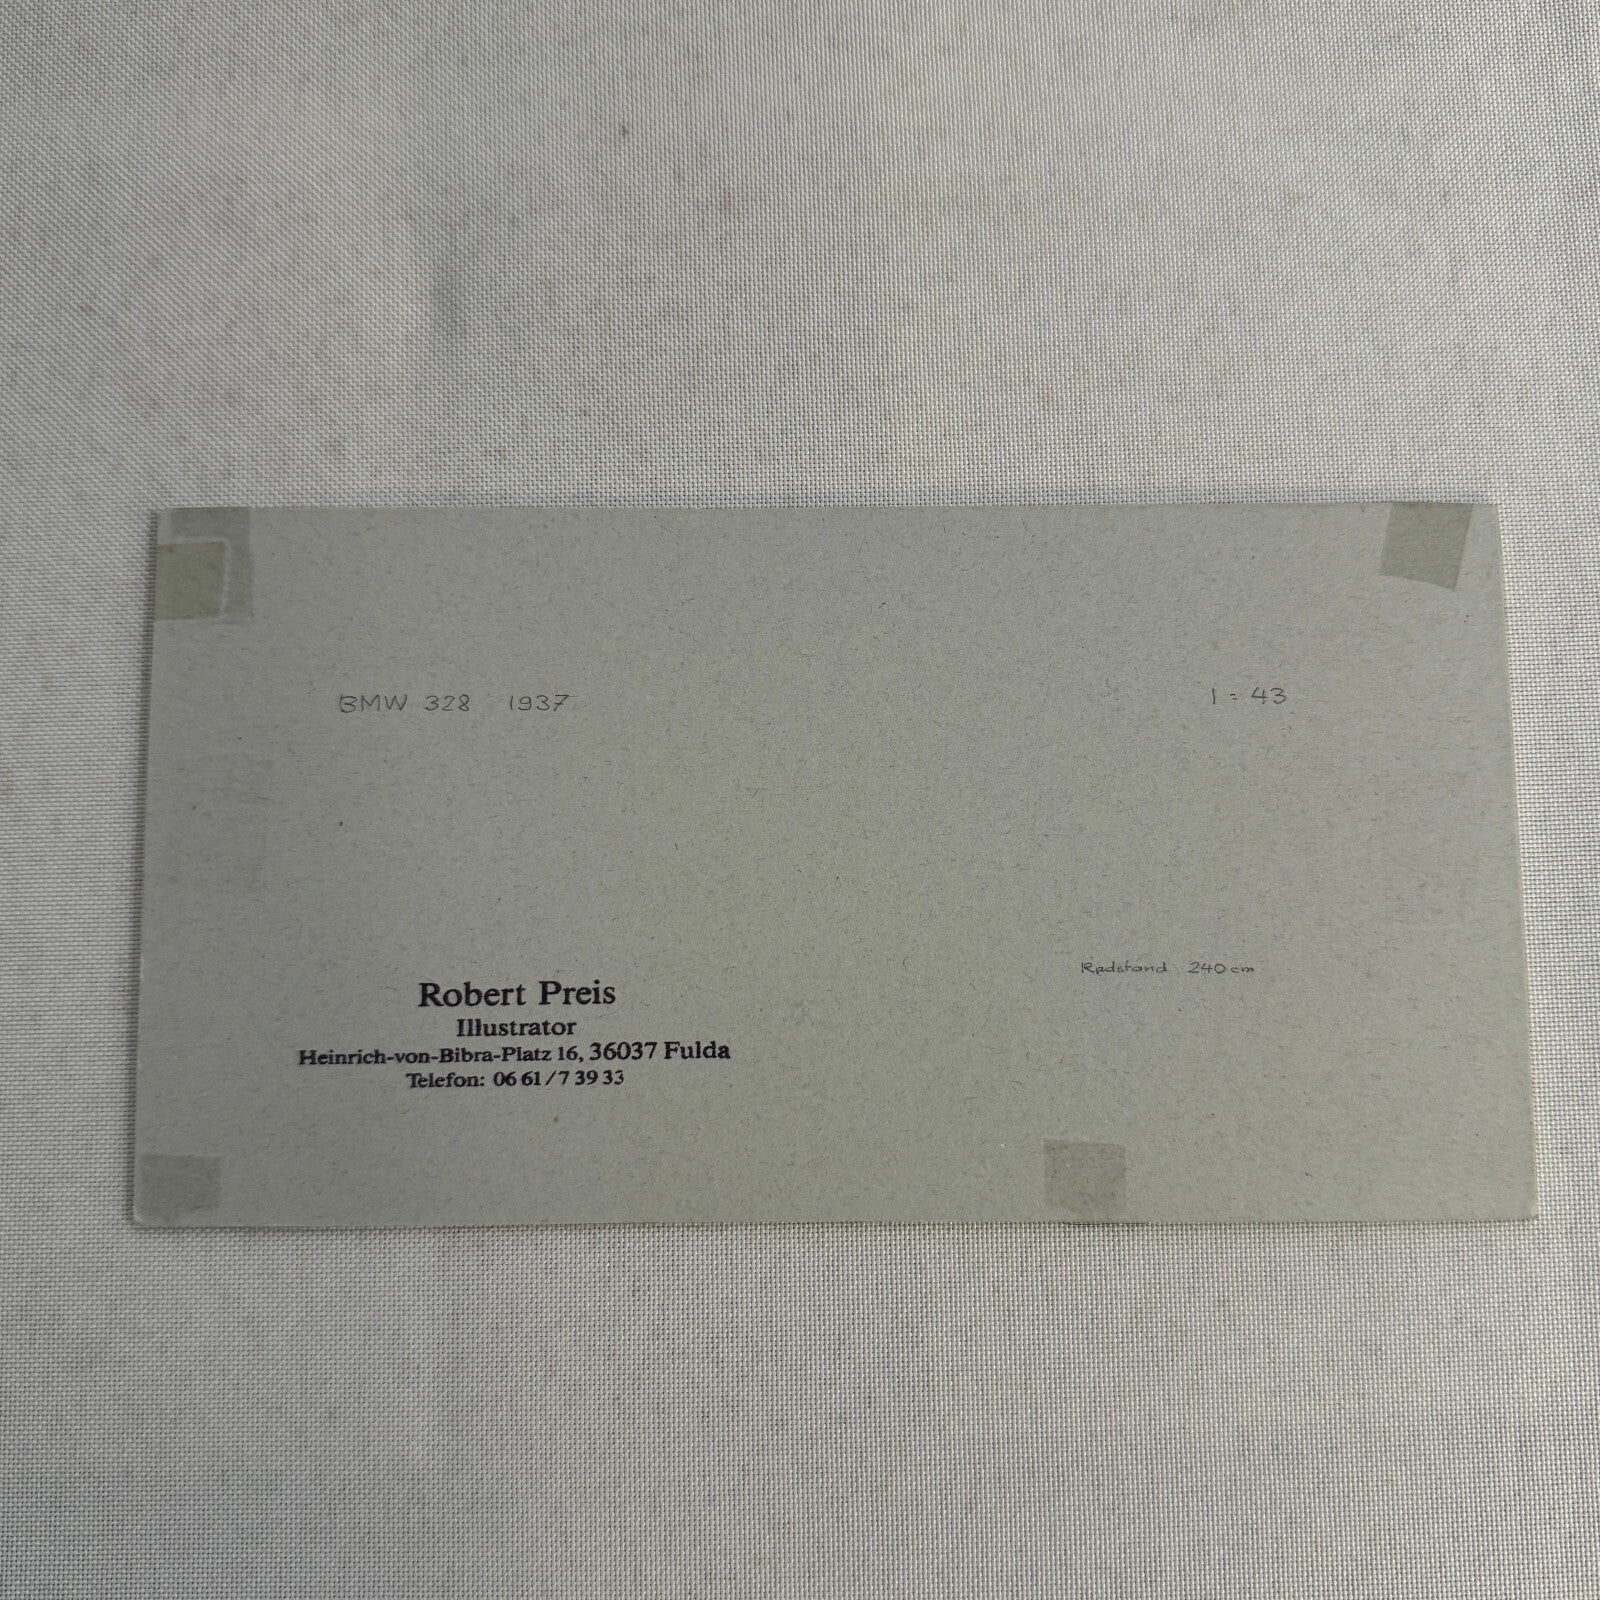 BMW 328 1937
1 : 43
Radstand 240 cm
Robert Preis
Illustrator
Heinrich-von-Bibra-Platz 16, 36037 Fulda
Telefon: 06 61/7 39 33